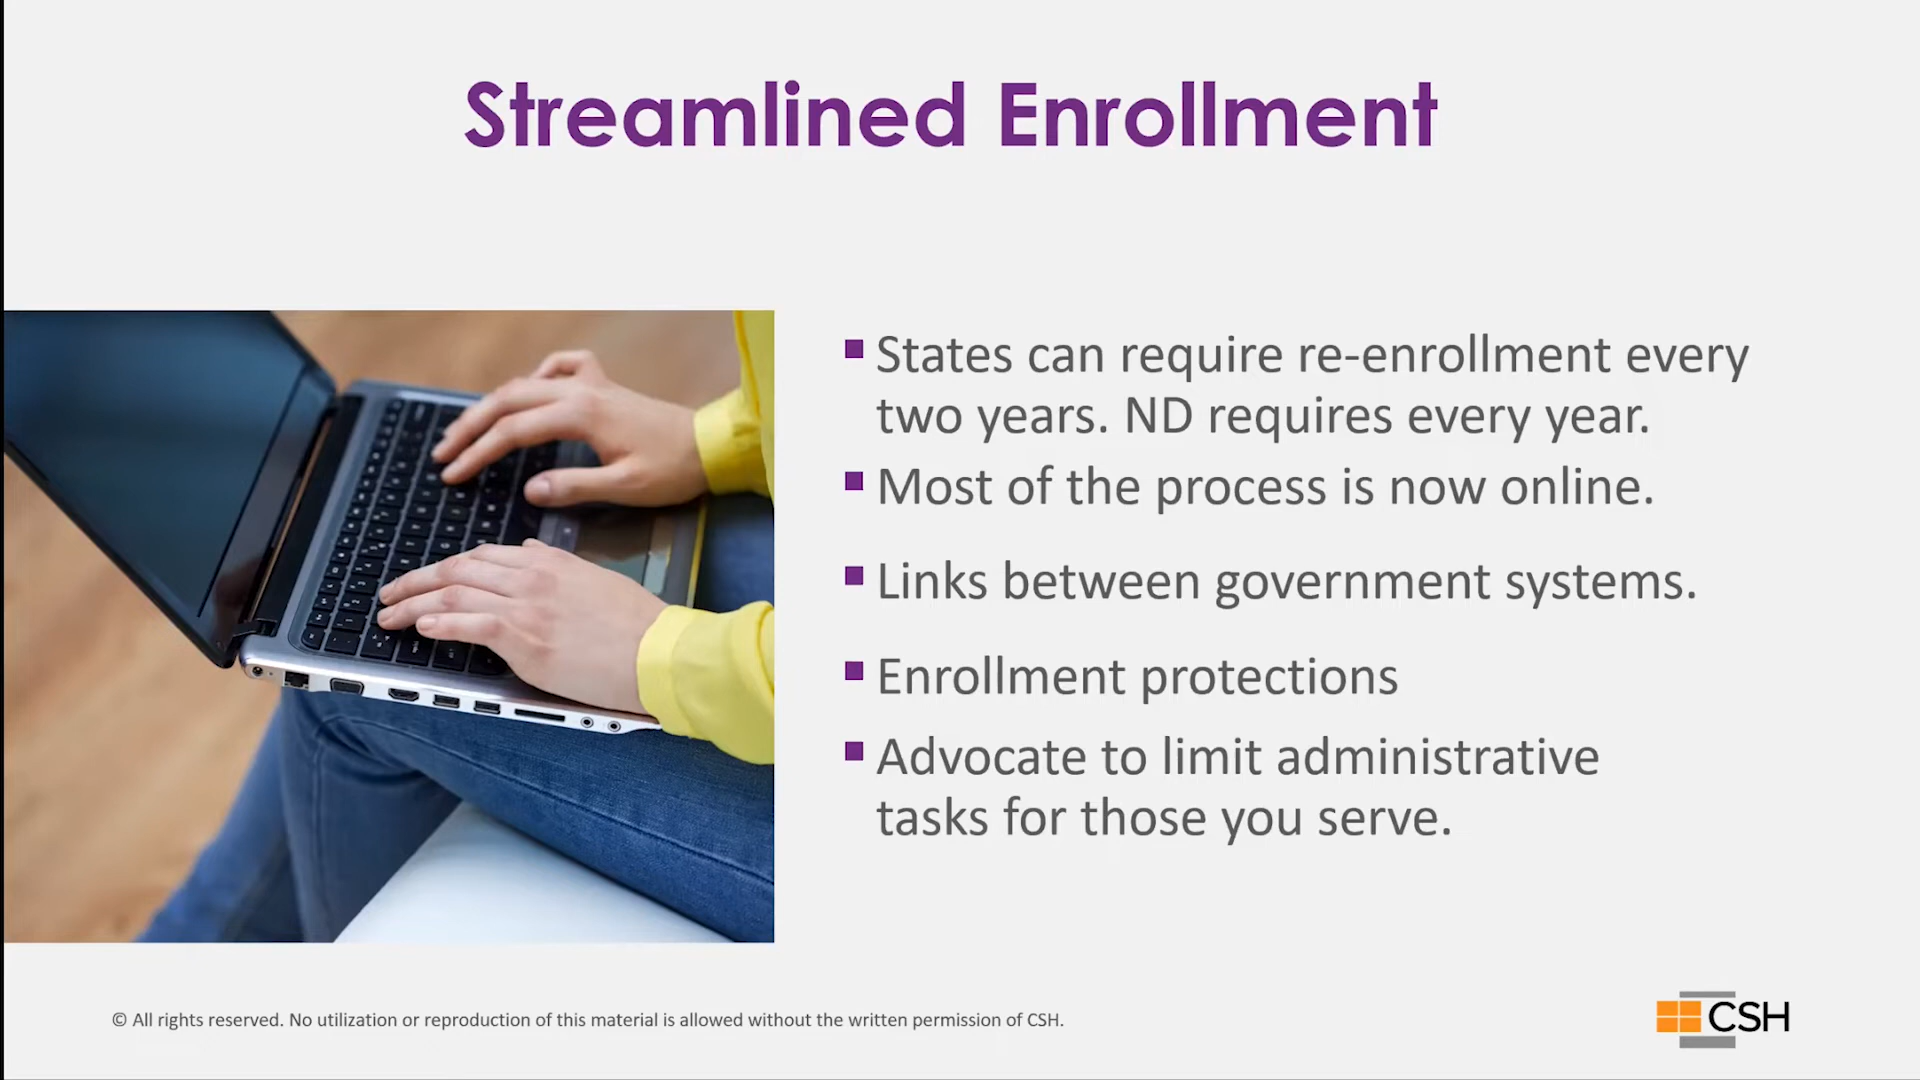 Streamlined Enrollment
States can require re-enrollment every
two years. ND requires every year.
Most of the process is now online.
Links between government systems.
Enrollment protections
Advocate to limit administrative
tasks for those you serve.
© All rights reserved. No utilization or reproduction of this material is allowed without the written permission of CSH.
CSH